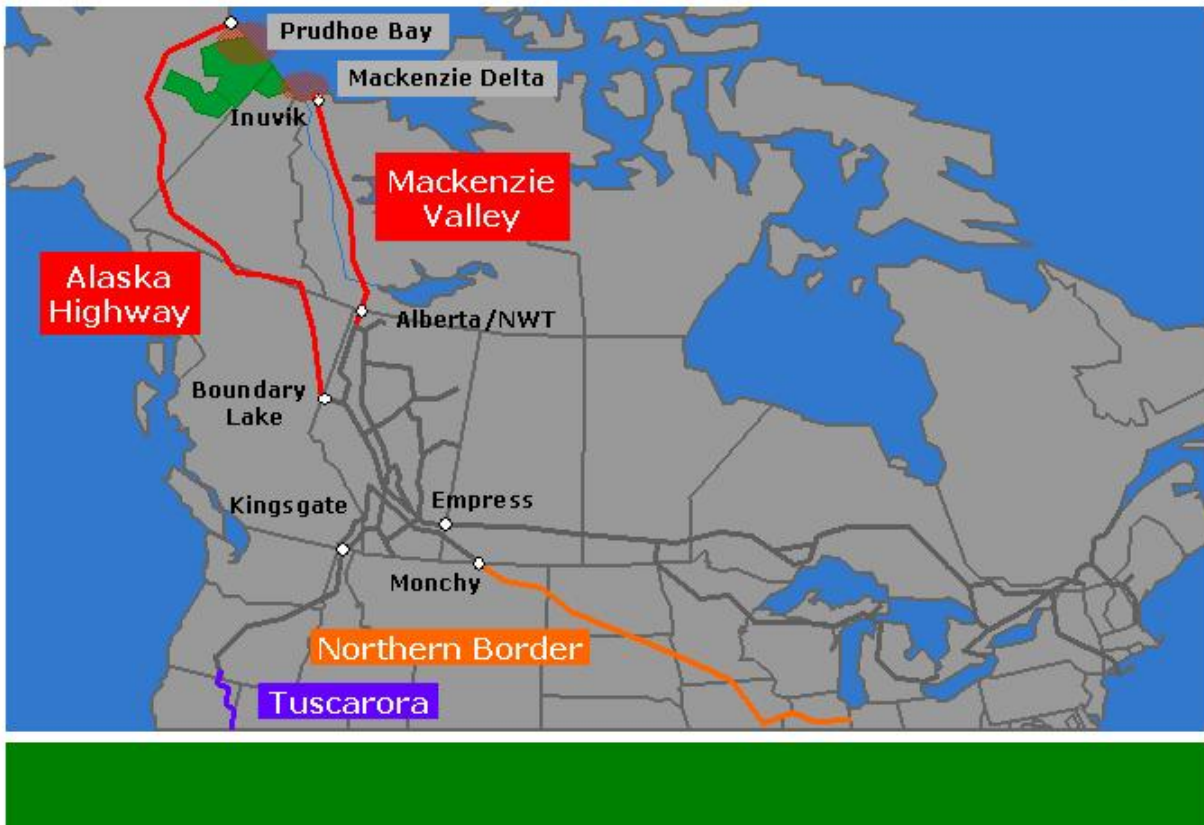 Prudhoe Bay
Mackenzie Delta
Inuvik
Mackenzie
Valley
Alaska
Highway
Alberta/NWT
Boundary
Lake
Kingsgate
Empress
Monchy
Northern Border
Tuscarora